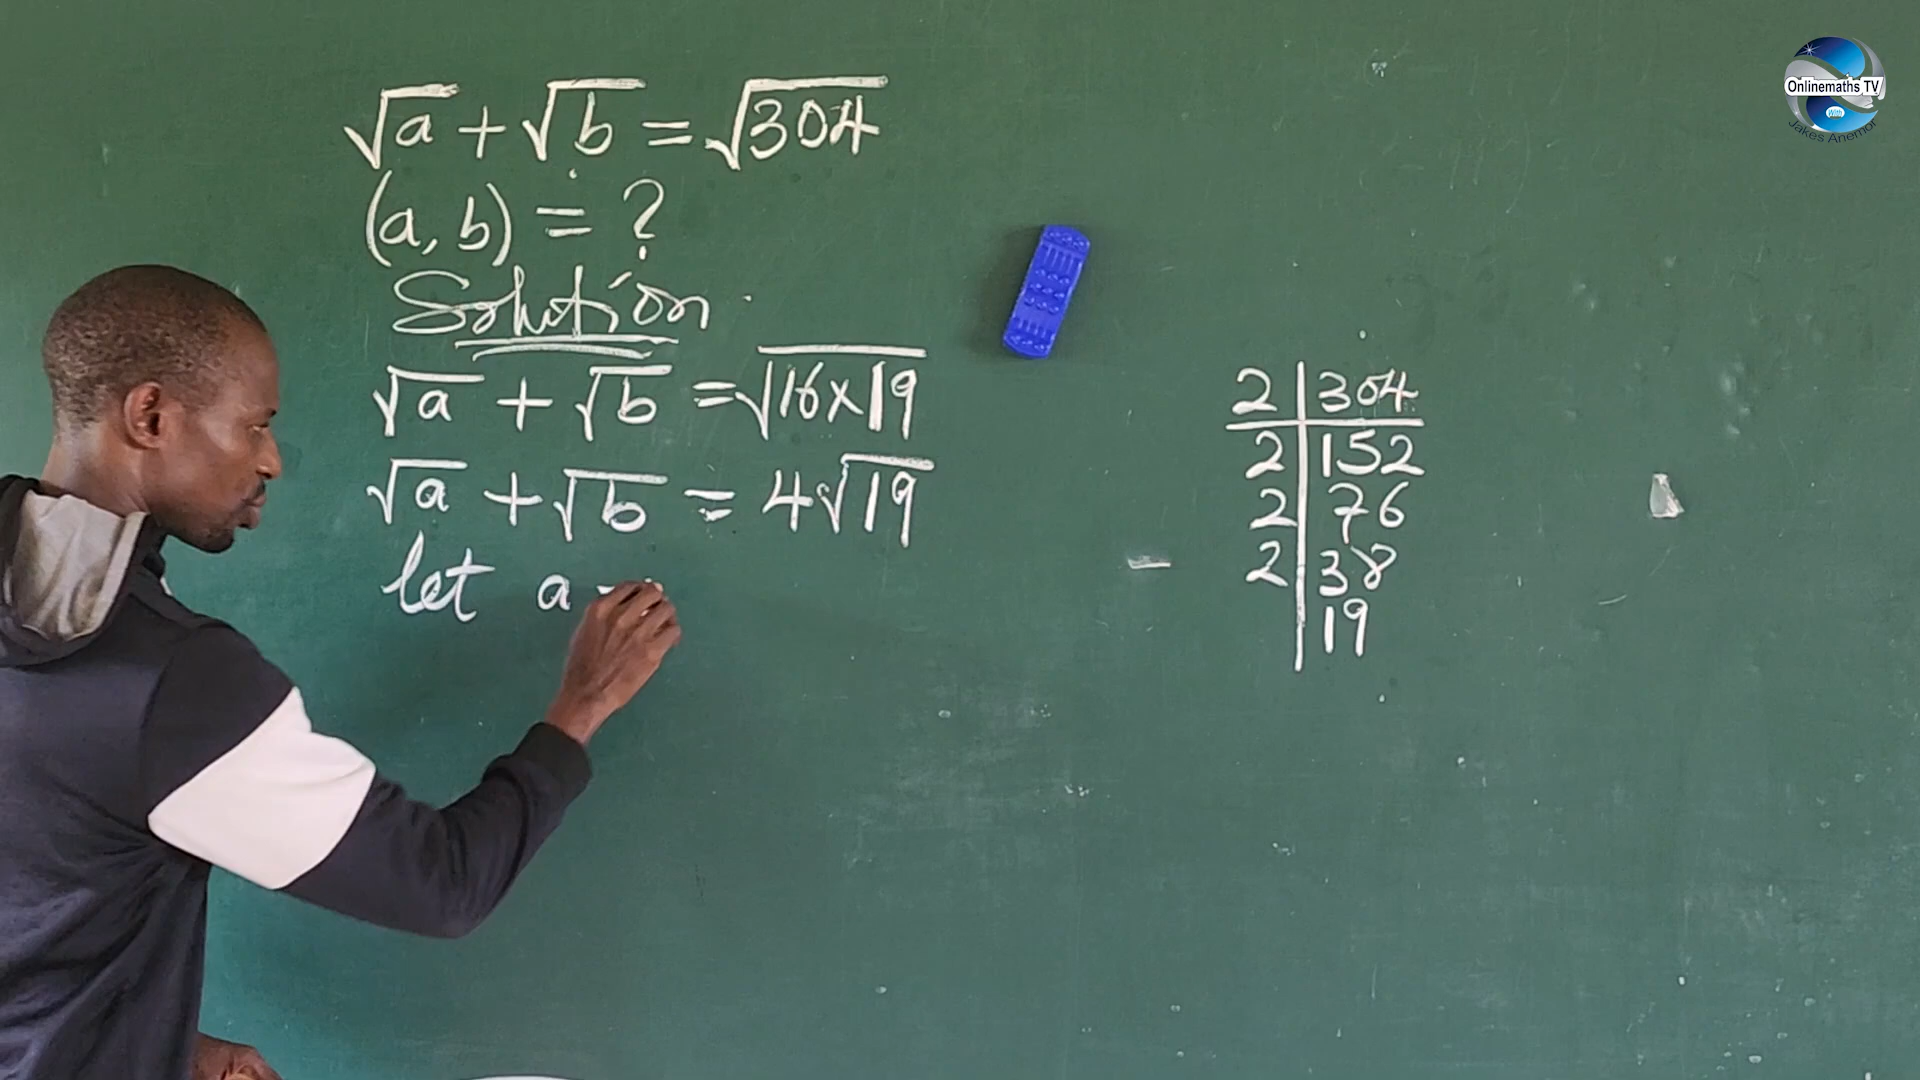 √a + √b = √304
(a, b) = ?
Solution
√a + √b = √16×19
√a + √b = 4√19
let a
2 | 304
2 | 152
2 | 76
2 | 38
| 19
Onlinemaths TV
With
Jakes Anemor